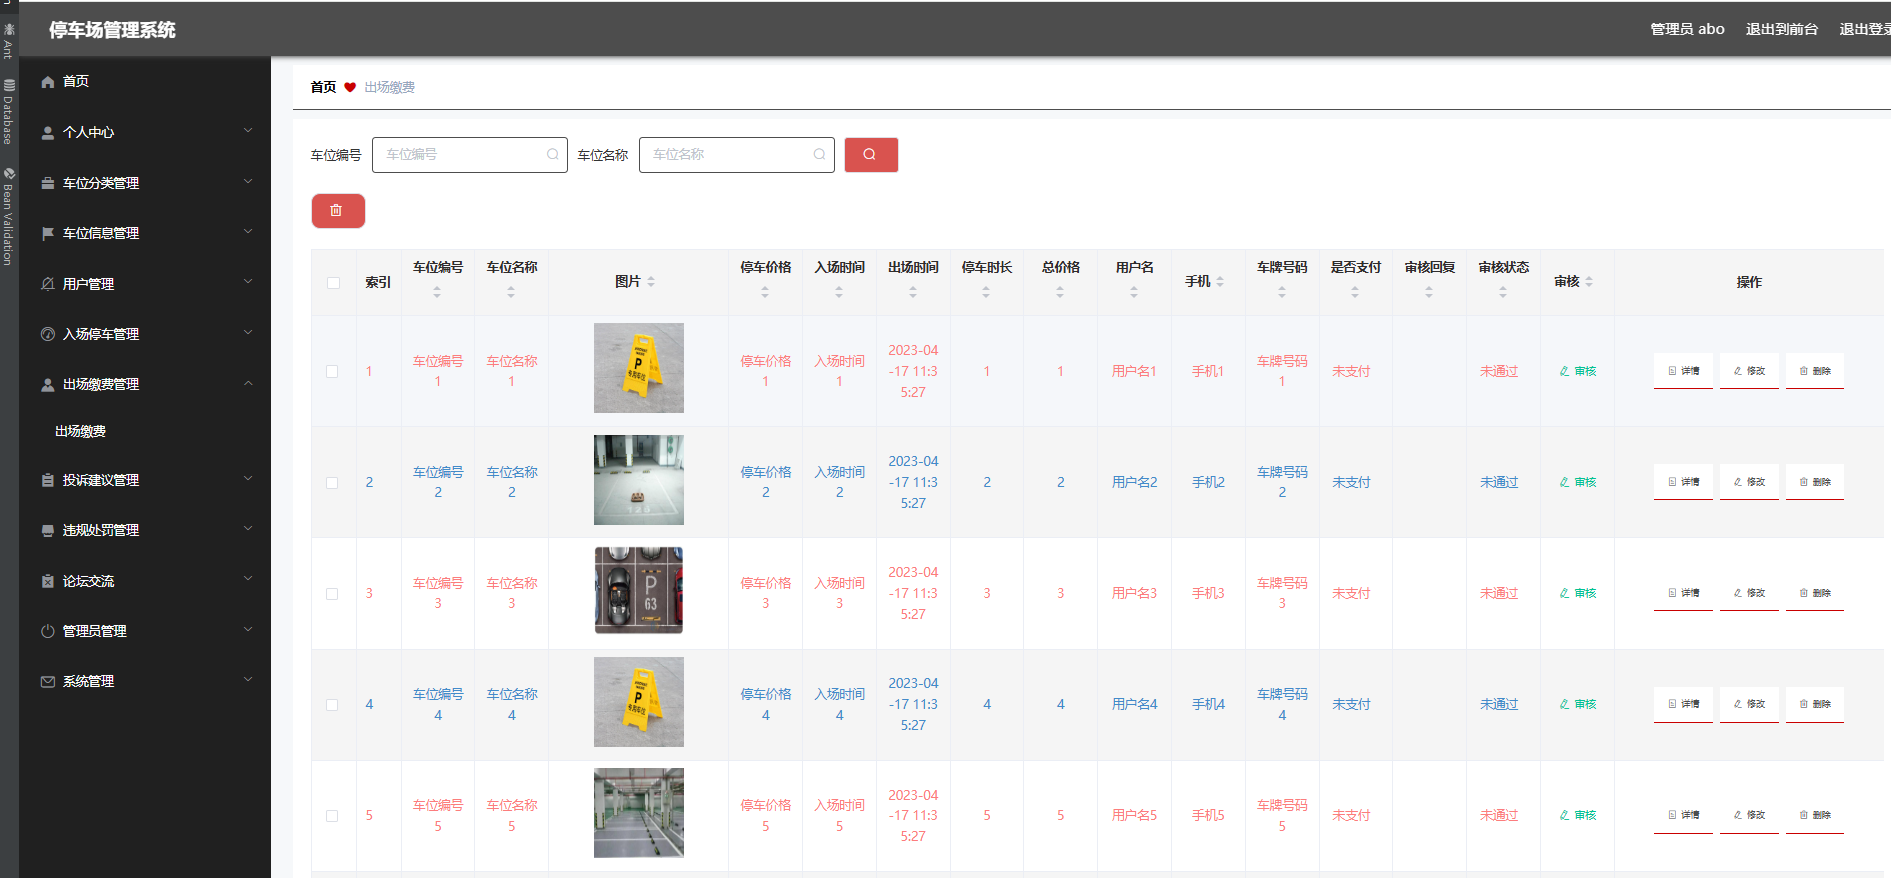 n
Ant
Database
Bean Validation
停车场管理系统
管理员 abo 退出到前台 退出登录
首页
个人中心
车位分类管理
车位信息管理
用户管理
入场停车管理
出场缴费管理
出场缴费
投诉建议管理
违规处罚管理
论坛交流
管理员管理
系统管理
首页 出场缴费
车位编号 车位编号 车位名称 车位名称
索引 车位编号 车位名称 图片 停车价格 入场时间 出场时间 停车时长 总价格 用户名 手机 车牌号码 是否支付 审核回复 审核状态 审核 操作
1 车位编号1 车位名称1 停车价格1 入场时间1 2023-04-17 11:35:27 1 1 用户名1 手机1 车牌号码1 未支付 未通过 审核 详情 修改 删除
P
2 车位编号2 车位名称2 停车价格2 入场时间2 2023-04-17 11:35:27 2 2 用户名2 手机2 车牌号码2 未支付 未通过 审核 详情 修改 删除
3 车位编号3 车位名称3 停车价格3 入场时间3 2023-04-17 11:35:27 3 3 用户名3 手机3 车牌号码3 未支付 未通过 审核 详情 修改 删除
P
63
4 车位编号4 车位名称4 停车价格4 入场时间4 2023-04-17 11:35:27 4 4 用户名4 手机4 车牌号码4 未支付 未通过 审核 详情 修改 删除
P
5 车位编号5 车位名称5 停车价格5 入场时间5 2023-04-17 11:35:27 5 5 用户名5 手机5 车牌号码5 未支付 未通过 审核 详情 修改 删除